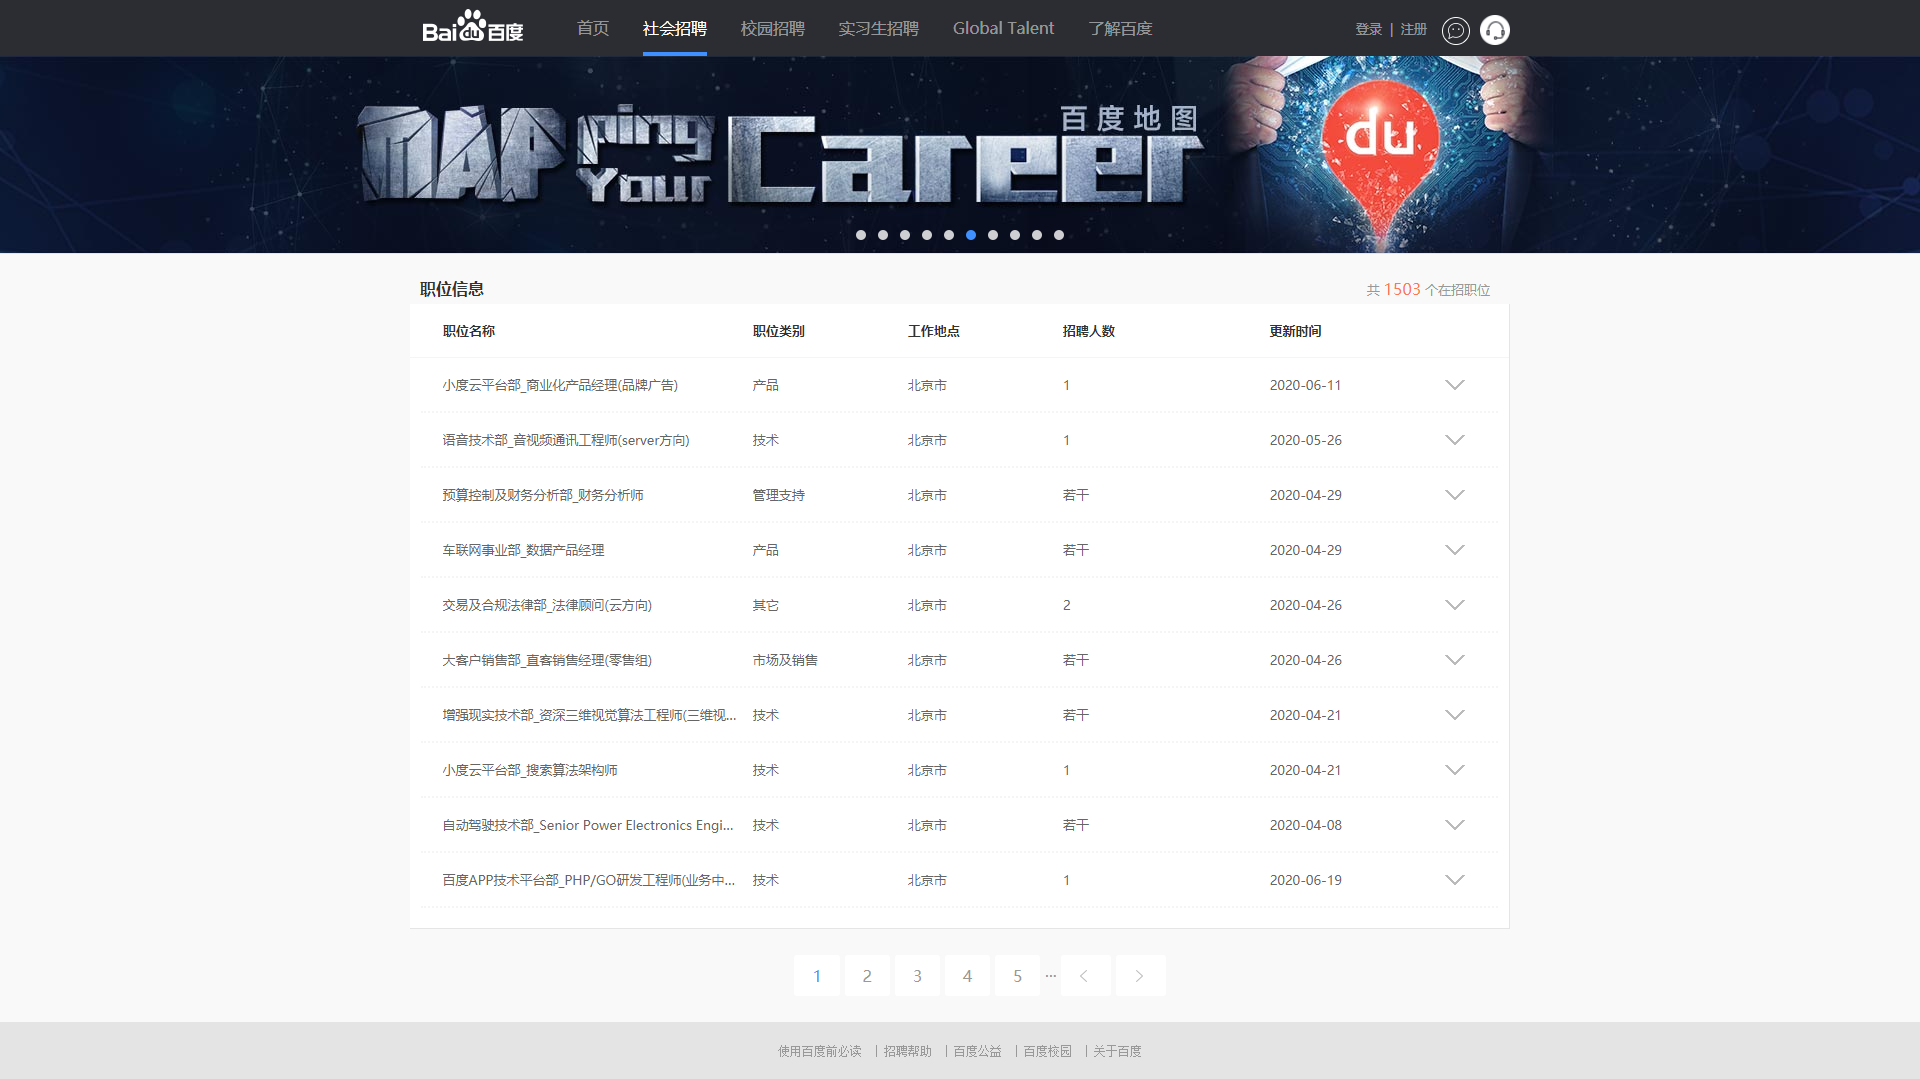 Bai du 百度 首页 社会招聘 校园招聘 实习生招聘 Global Talent 了解百度 登录 | 注册
MAPping Your Career 百度地图 du
职位信息 共 1503 个在招职位
职位名称 职位类别 工作地点 招聘人数 更新时间
小度云平台部_商业化产品经理(品牌广告) 产品 北京市 1 2020-06-11
语音技术部_音视频通讯工程师(server方向) 技术 北京市 1 2020-05-26
预算控制及财务分析部_财务分析师 管理支持 北京市 若干 2020-04-29
车联网事业部_数据产品经理 产品 北京市 若干 2020-04-29
交易及合规法律部_法律顾问(云方向) 其它 北京市 2 2020-04-26
大客户销售部_直客销售经理(零售组) 市场及销售 北京市 若干 2020-04-26
增强现实技术部_资深三维视觉算法工程师(三维视... 技术 北京市 若干 2020-04-21
小度云平台部_搜索算法架构师 技术 北京市 1 2020-04-21
自动驾驶技术部_Senior Power Electronics Engi... 技术 北京市 若干 2020-04-08
百度APP技术平台部_PHP/GO研发工程师(业务中... 技术 北京市 1 2020-06-19
1 2 3 4 5 ... < >
使用百度前必读 | 招聘帮助 | 百度公益 | 百度校园 | 关于百度